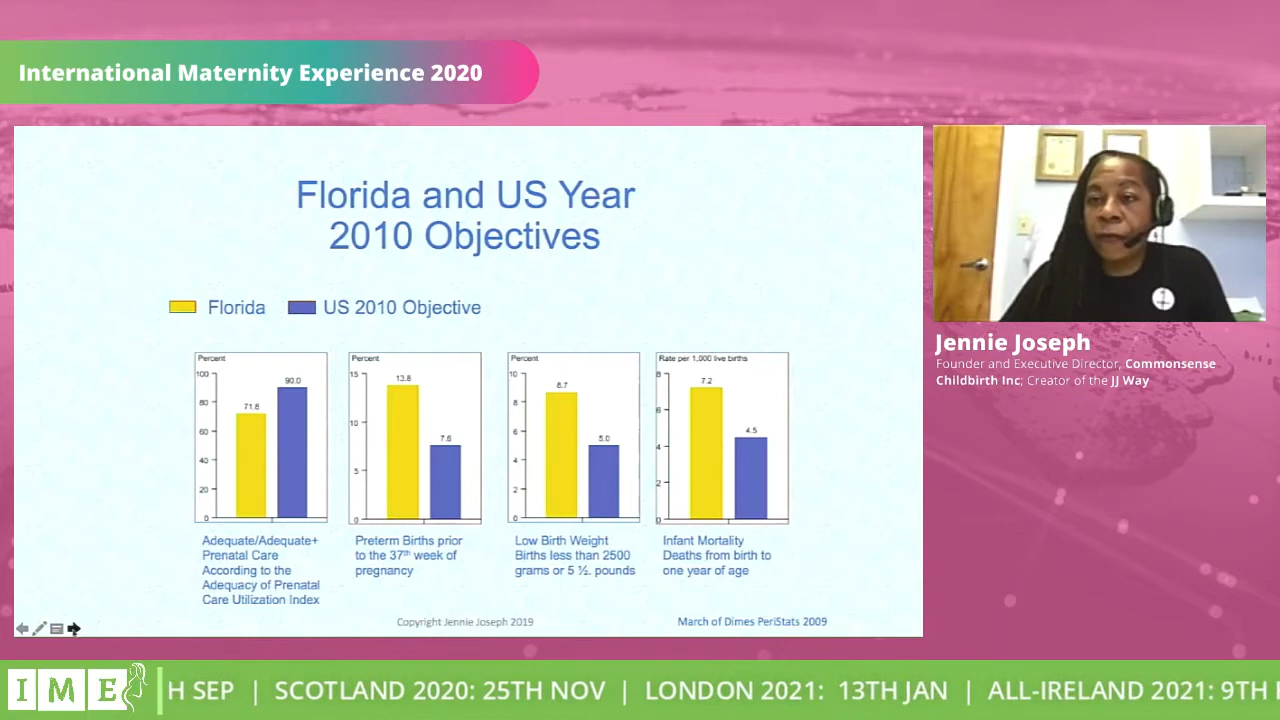 International Maternity Experience 2020
Florida and US Year
2010 Objectives
Florida
US 2010 Objective
Percent
100
80
60
40
20
0
71.8
90.0
Adequate/Adequate+
Prenatal Care
According to the
Adequacy of Prenatal
Care Utilization Index
Percent
15
10
5
0
13.8
7.6
Preterm Births prior
to the 37th week of
pregnancy
Percent
10
8
6
4
2
0
8.7
5.0
Low Birth Weight
Births less than 2500
grams or 5 ½. pounds
Rate per 1,000 live births
8
6
4
2
0
7.2
4.5
Infant Mortality
Deaths from birth to
one year of age
Copyright Jennie Joseph 2019
March of Dimes PeriStats 2009
Jennie Joseph
Founder and Executive Director, Commonsense
Childbirth Inc; Creator of the JJ Way
IME
H SEP | SCOTLAND 2020: 25TH NOV | LONDON 2021: 13TH JAN | ALL-IRELAND 2021: 9TH